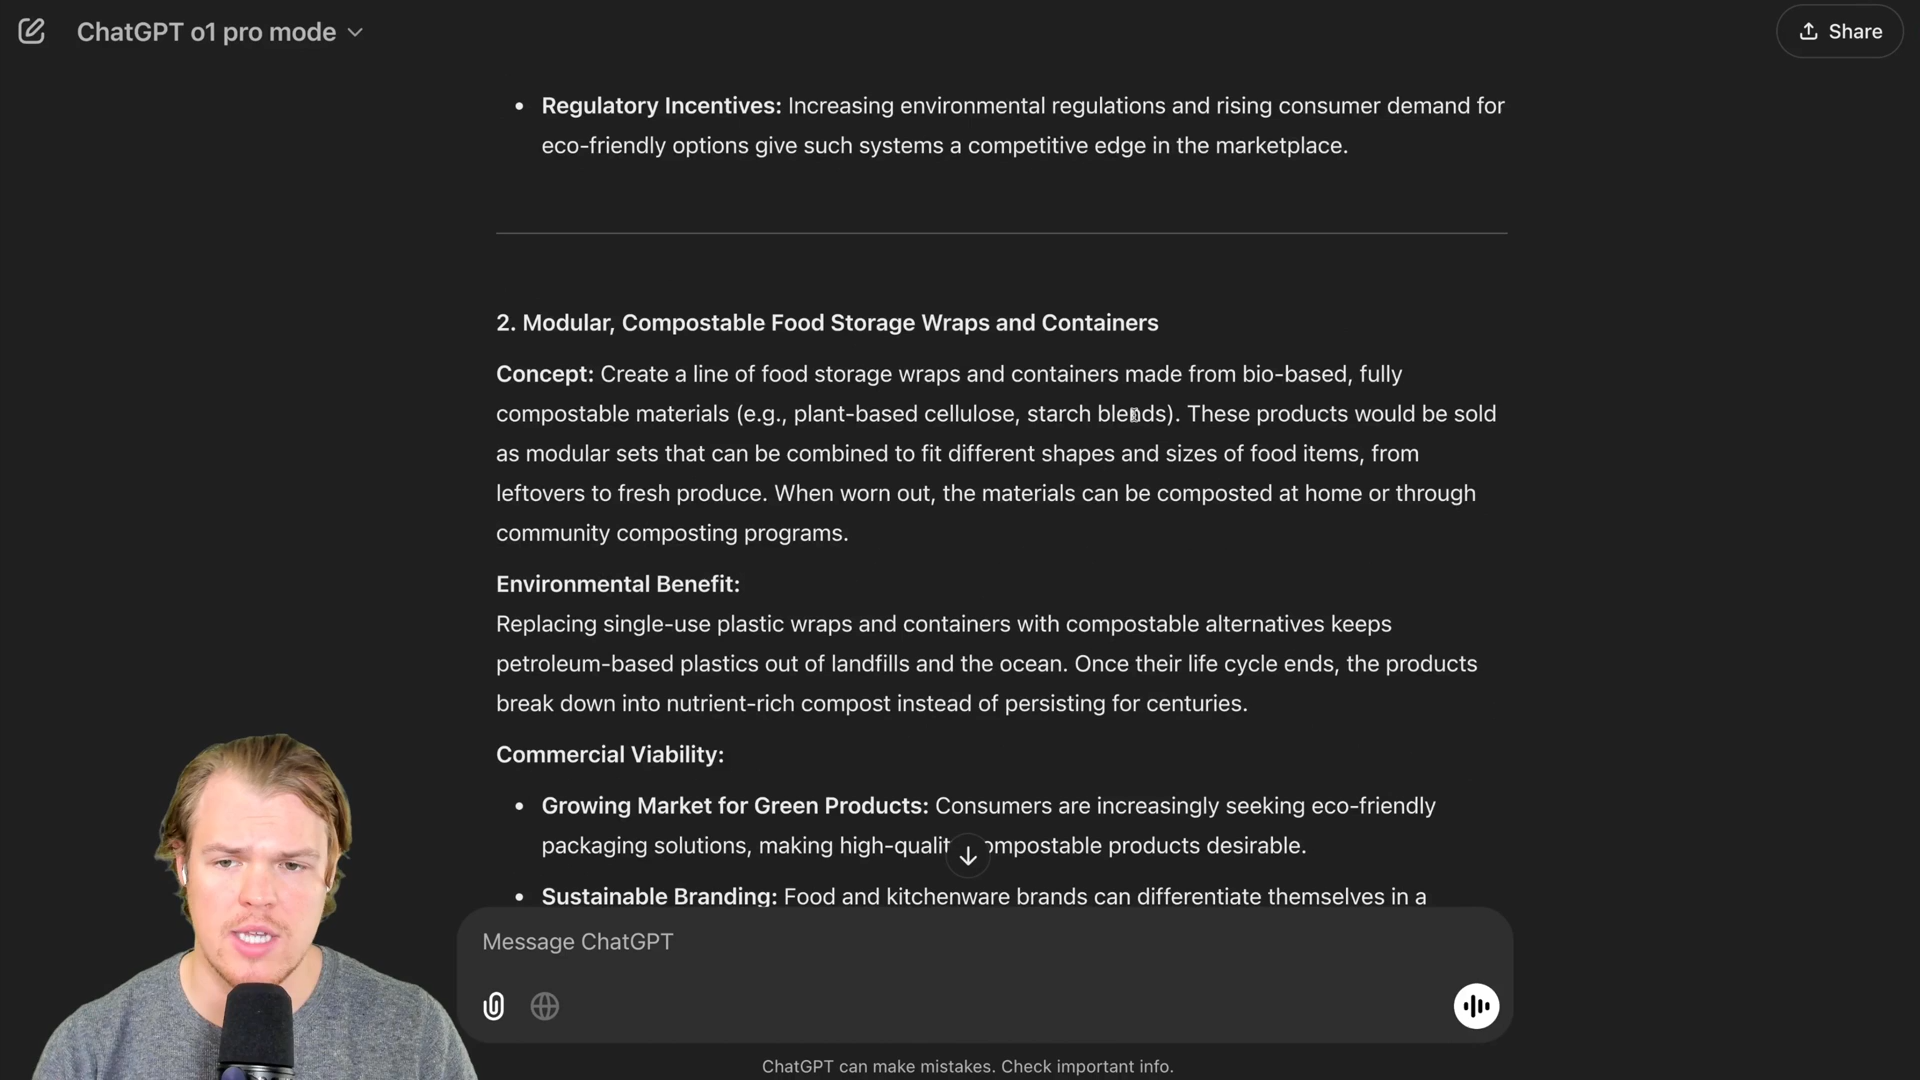 ChatGPT o1 pro mode
Share
• Regulatory Incentives: Increasing environmental regulations and rising consumer demand for
eco-friendly options give such systems a competitive edge in the marketplace.
2. Modular, Compostable Food Storage Wraps and Containers
Concept: Create a line of food storage wraps and containers made from bio-based, fully
compostable materials (e.g., plant-based cellulose, starch blends). These products would be sold
as modular sets that can be combined to fit different shapes and sizes of food items, from
leftovers to fresh produce. When worn out, the materials can be composted at home or through
community composting programs.
Environmental Benefit:
Replacing single-use plastic wraps and containers with compostable alternatives keeps
petroleum-based plastics out of landfills and the ocean. Once their life cycle ends, the products
break down into nutrient-rich compost instead of persisting for centuries.
Commercial Viability:
• Growing Market for Green Products: Consumers are increasingly seeking eco-friendly
packaging solutions, making high-quality compostable products desirable.
• Sustainable Branding: Food and kitchenware brands can differentiate themselves in a
Message ChatGPT
ChatGPT can make mistakes. Check important info.